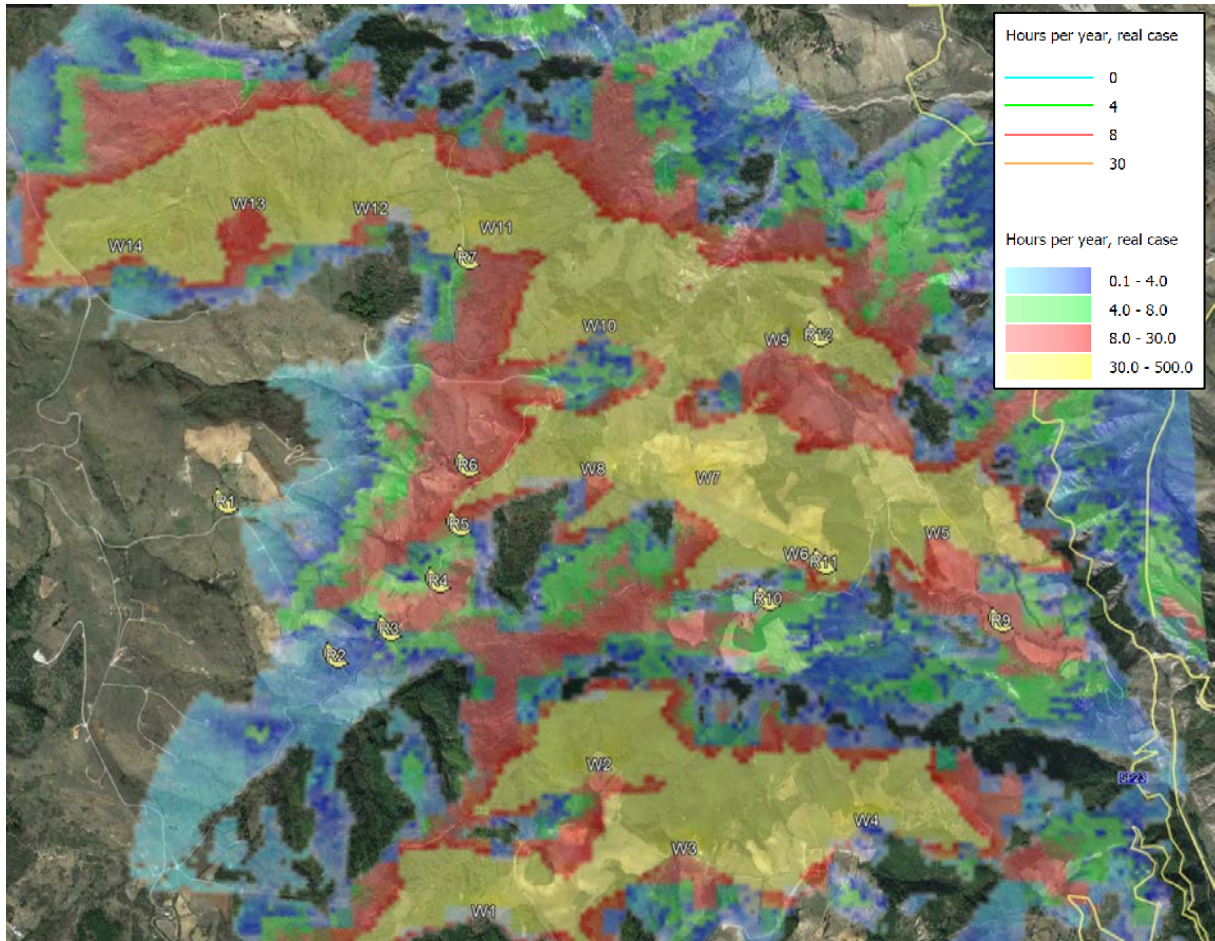 Hours per year, real case
0
4
8
30
Hours per year, real case
0.1 - 4.0
4.0 - 8.0
8.0 - 30.0
30.0 - 500.0
W13
W12
W11
W14
R7
W10
W9
R12
R6
W8
W7
R1
R5
W5
W6
R11
R4
R10
R9
R3
R2
W2
SP23
W4
W3
W1